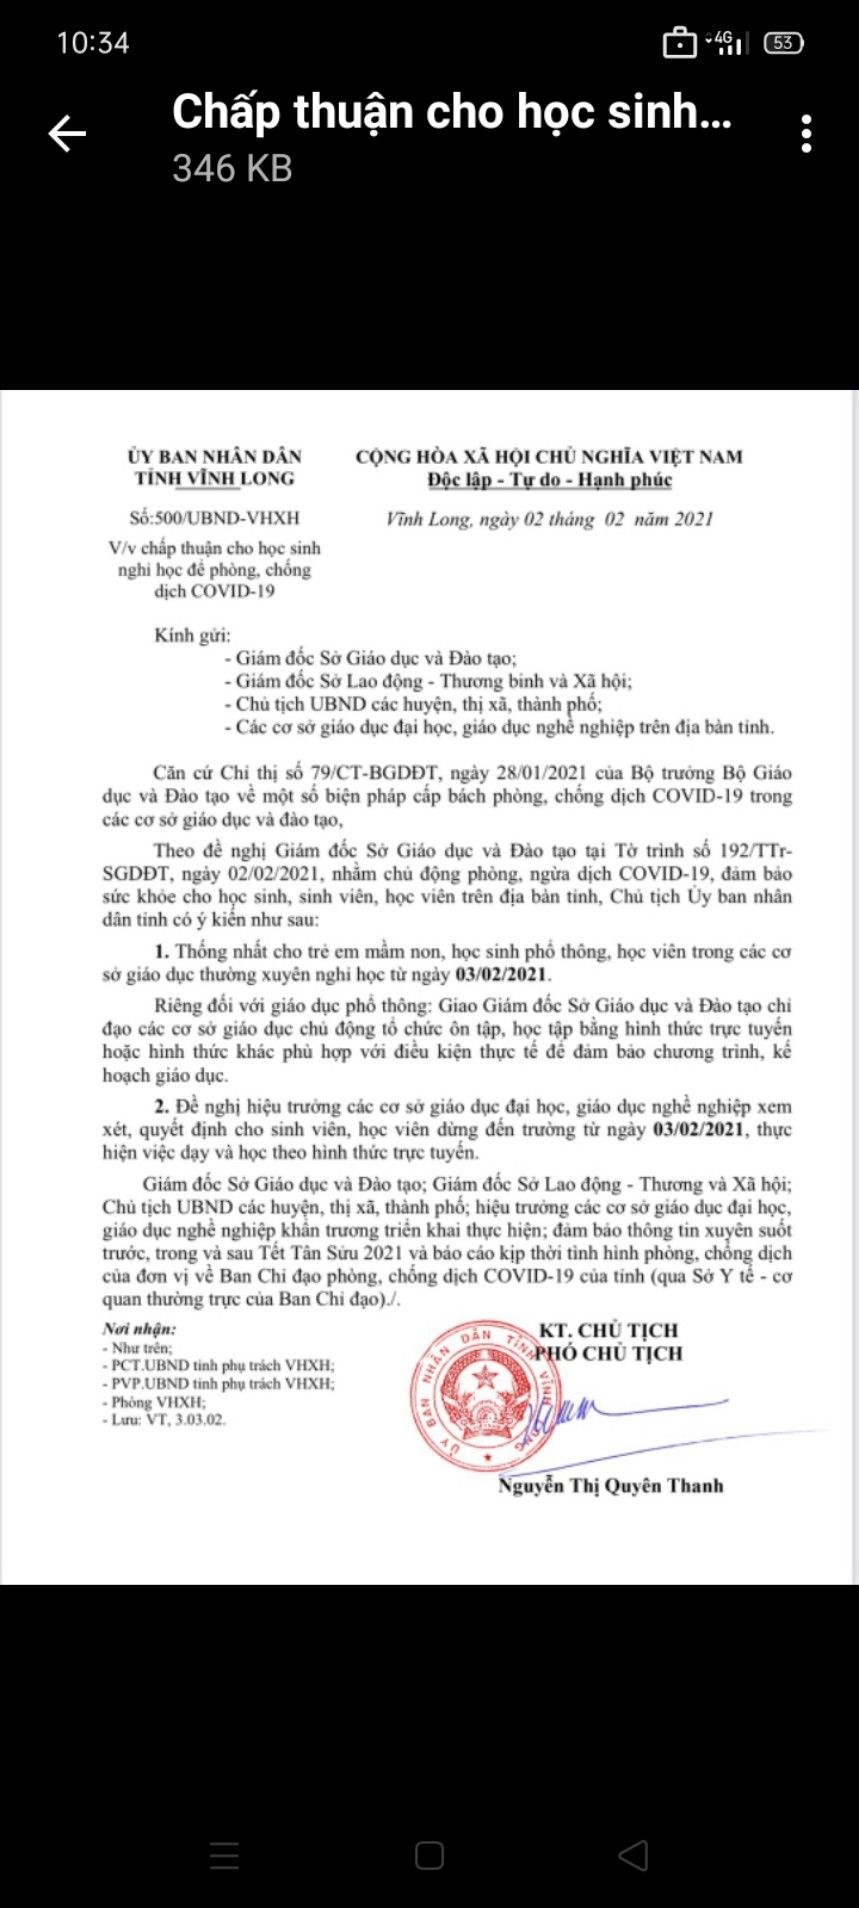 10:34
4G
53
Chấp thuận cho học sinh...
346 KB
ỦY BAN NHÂN DÂN
TỈNH VĨNH LONG
CỘNG HÒA XÃ HỘI CHỦ NGHĨA VIỆT NAM
Độc lập - Tự do - Hạnh phúc
Số:500/UBND-VHXH
Vĩnh Long, ngày 02 tháng 02 năm 2021
V/v chấp thuận cho học sinh
nghỉ học để phòng, chống
dịch COVID-19
Kính gửi:
- Giám đốc Sở Giáo dục và Đào tạo;
- Giám đốc Sở Lao động - Thương binh và Xã hội;
- Chủ tịch UBND các huyện, thị xã, thành phố;
- Các cơ sở giáo dục đại học, giáo dục nghề nghiệp trên địa bàn tỉnh.
Căn cứ Chỉ thị số 79/CT-BGDĐT, ngày 28/01/2021 của Bộ trưởng Bộ Giáo
dục và Đào tạo về một số biện pháp cấp bách phòng, chống dịch COVID-19 trong
các cơ sở giáo dục và đào tạo,
Theo đề nghị Giám đốc Sở Giáo dục và Đào tạo tại Tờ trình số 192/TTr-
SGDĐT, ngày 02/02/2021, nhằm chủ động phòng, ngừa dịch COVID-19, đảm bảo
sức khỏe cho học sinh, sinh viên, học viên trên địa bàn tỉnh, Chủ tịch Ủy ban nhân
dân tỉnh có ý kiến như sau:
1. Thống nhất cho trẻ em mầm non, học sinh phổ thông, học viên trong các cơ
sở giáo dục thường xuyên nghỉ học từ ngày 03/02/2021.
Riêng đối với giáo dục phổ thông: Giao Giám đốc Sở Giáo dục và Đào tạo chỉ
đạo các cơ sở giáo dục chủ động tổ chức ôn tập, học tập bằng hình thức trực tuyến
hoặc hình thức khác phù hợp với điều kiện thực tế để đảm bảo chương trình, kế
hoạch giáo dục.
2. Đề nghị hiệu trưởng các cơ sở giáo dục đại học, giáo dục nghề nghiệp xem
xét, quyết định cho sinh viên, học viên dừng đến trường từ ngày 03/02/2021, thực
hiện việc dạy và học theo hình thức trực tuyến.
Giám đốc Sở Giáo dục và Đào tạo; Giám đốc Sở Lao động - Thương và Xã hội;
Chủ tịch UBND các huyện, thị xã, thành phố; hiệu trưởng các cơ sở giáo dục đại học,
giáo dục nghề nghiệp khẩn trương triển khai thực hiện; đảm bảo thông tin xuyên suốt
trước, trong và sau Tết Tân Sửu 2021 và báo cáo kịp thời tình hình phòng, chống dịch
của đơn vị về Ban Chỉ đạo phòng, chống dịch COVID-19 của tỉnh (qua Sở Y tế - cơ
quan thường trực của Ban Chỉ đạo)./.
Nơi nhận:
- Như trên;
- PCT.UBND tỉnh phụ trách VHXH;
- PVP.UBND tỉnh phụ trách VHXH;
- Phòng VHXH;
- Lưu: VT, 3.03.02.
KT. CHỦ TỊCH
PHÓ CHỦ TỊCH
ỦY BAN NHÂN DÂN TỈNH VĨNH LONG
Nguyễn Thị Quyên Thanh